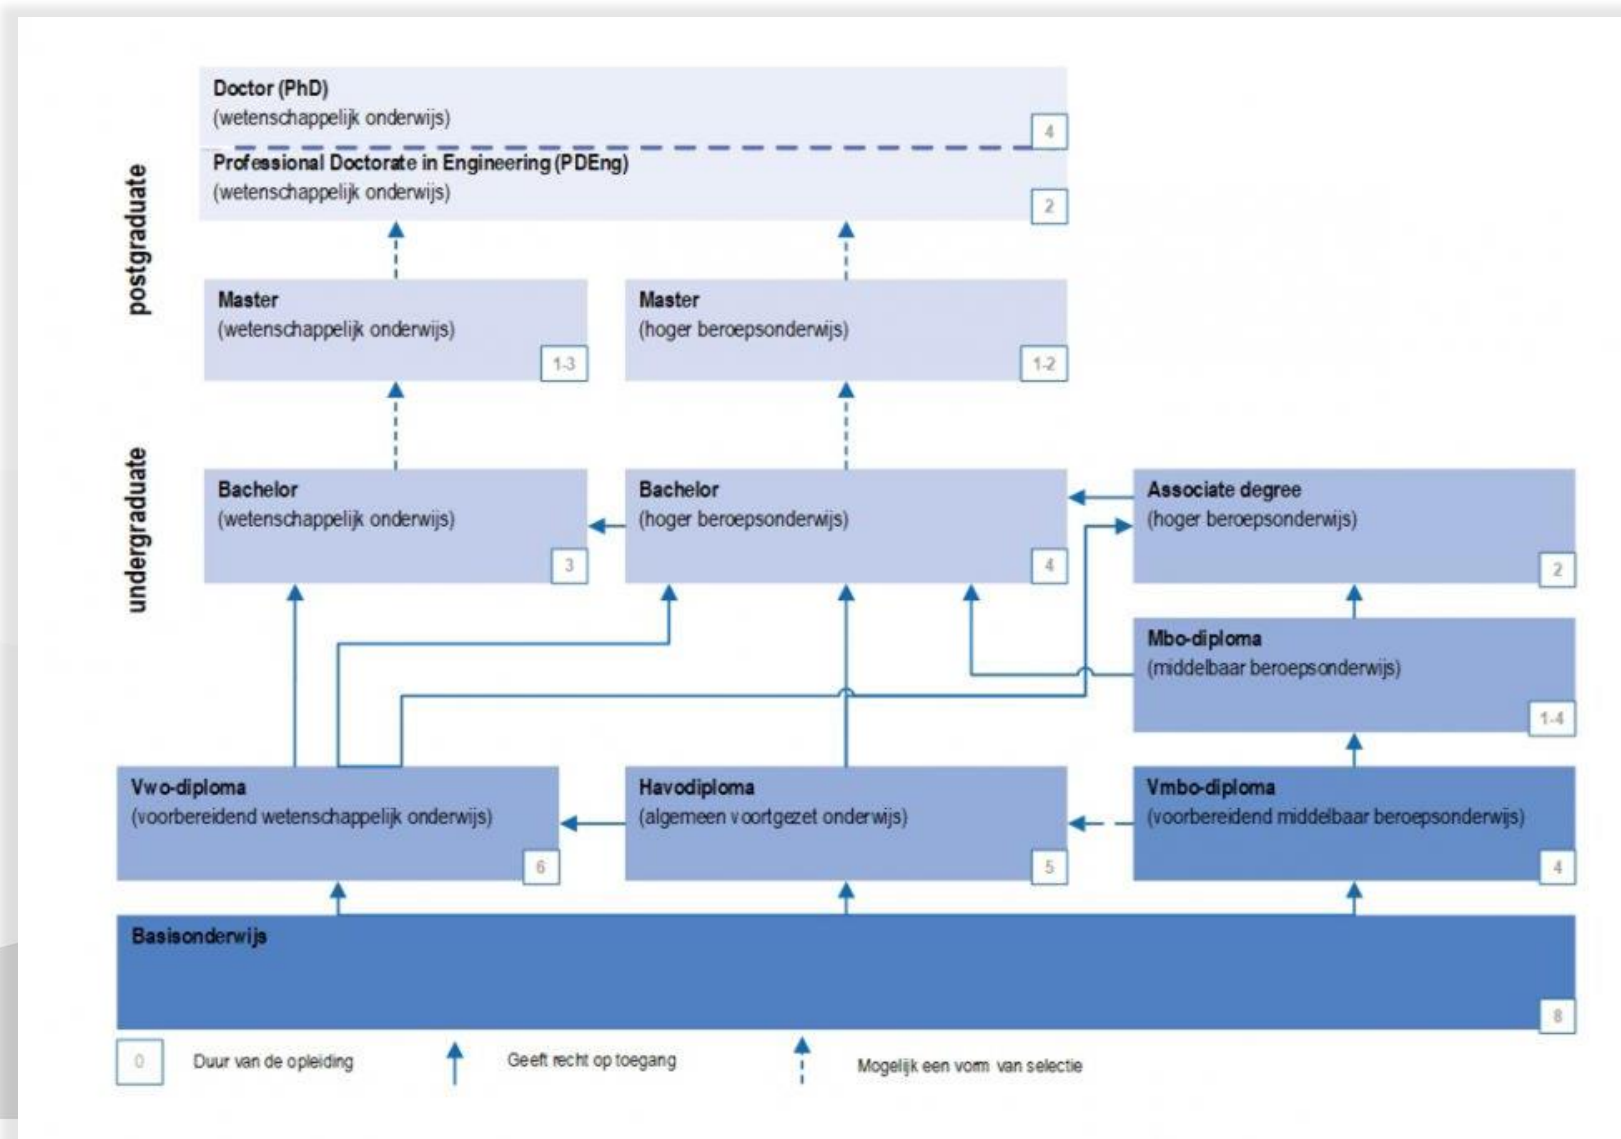 Doctor (PhD)
(wetenschappelijk onderwijs)
4
Professional Doctorate in Engineering (PDEng)
(wetenschappelijk onderwijs)
2
postgraduate
Master
(wetenschappelijk onderwijs)
1-3
Master
(hoger beroepsonderwijs)
1-2
undergraduate
Bachelor
(wetenschappelijk onderwijs)
3
Bachelor
(hoger beroepsonderwijs)
4
Associate degree
(hoger beroepsonderwijs)
2
Mbo-diploma
(middelbaar beroepsonderwijs)
1-4
Vwo-diploma
(voorbereidend wetenschappelijk onderwijs)
6
Havodiploma
(algemeen voortgezet onderwijs)
5
Vmbo-diploma
(voorbereidend middelbaar beroepsonderwijs)
4
Basisonderwijs
8
0
Duur van de opleiding
Geeft recht op toegang
Mogelijk een vorm van selectie